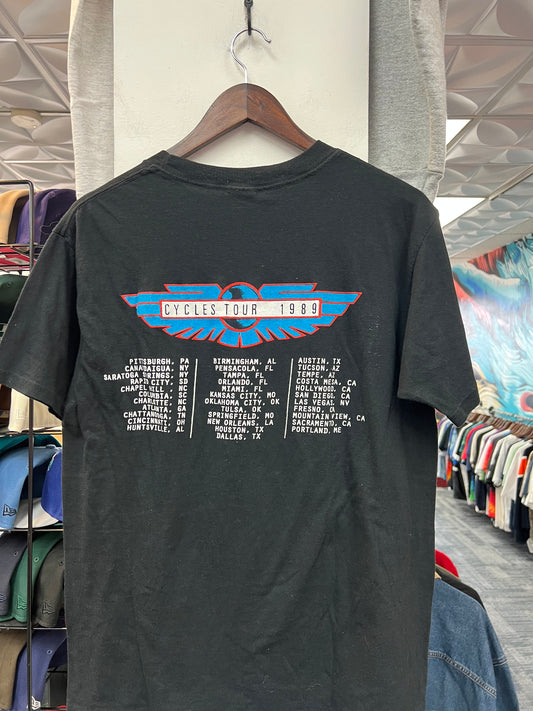 CYCLES TOUR 1989
PITTSBURGH, PA
CANADAIGUA, NY
SARATOGA SPRINGS, NY
RAPID CITY, SD
CHAPEL HILL, NC
COLUMBIA, SC
CHARLOTTE, NC
ATLANTA, GA
CHATTANOOGA, TN
CINCINNATI, OH
HUNTSVILLE, AL
BIRMINGHAM, AL
PENSACOLA, FL
TAMPA, FL
ORLANDO, FL
MIAMI, FL
KANSAS CITY, MO
OKLAHOMA CITY, OK
TULSA, OK
SPRINGFIELD, MO
NEW ORLEANS, LA
HOUSTON, TX
DALLAS, TX
AUSTIN, TX
TUCSON, AZ
TEMPE, AZ
COSTA MESA, CA
HOLLYWOOD, CA
SAN DIEGO, CA
LAS VEGAS, NV
FRESNO, CA
MOUNTAIN VIEW, CA
SACRAMENTO, CA
PORTLAND, ME